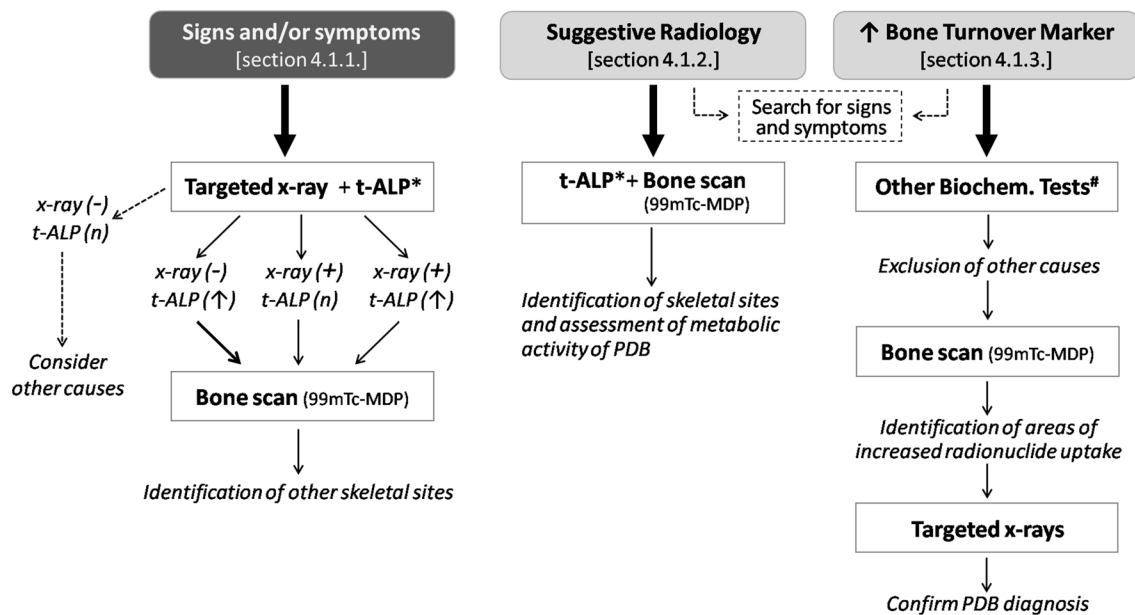 Signs and/or symptoms
[section 4.1.1.]
Targeted x-ray + t-ALP*
x-ray (-)
t-ALP (n)
Consider
other causes
x-ray (-)
t-ALP (↑)
x-ray (+)
t-ALP (n)
x-ray (+)
t-ALP (↑)
Bone scan (99mTc-MDP)
Identification of other skeletal sites
Suggestive Radiology
[section 4.1.2.]
Search for signs
and symptoms
t-ALP* + Bone scan
(99mTc-MDP)
Identification of skeletal sites
and assessment of metabolic
activity of PDB
↑ Bone Turnover Marker
[section 4.1.3.]
Other Biochem. Tests#
Exclusion of other causes
Bone scan (99mTc-MDP)
Identification of areas of
increased radionuclide uptake
Targeted x-rays
Confirm PDB diagnosis